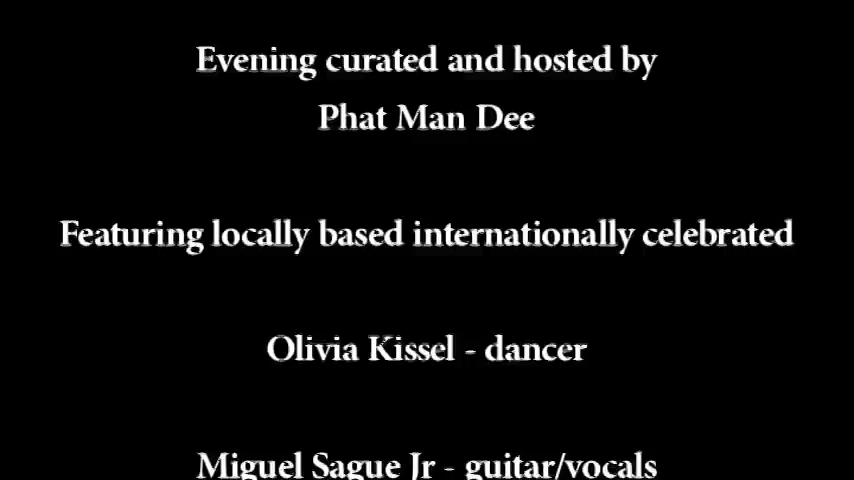 Evening curated and hosted by
Phat Man Dee
Featuring locally based internationally celebrated
Olivia Kissel - dancer
Miguel Sague Jr - guitar/vocals